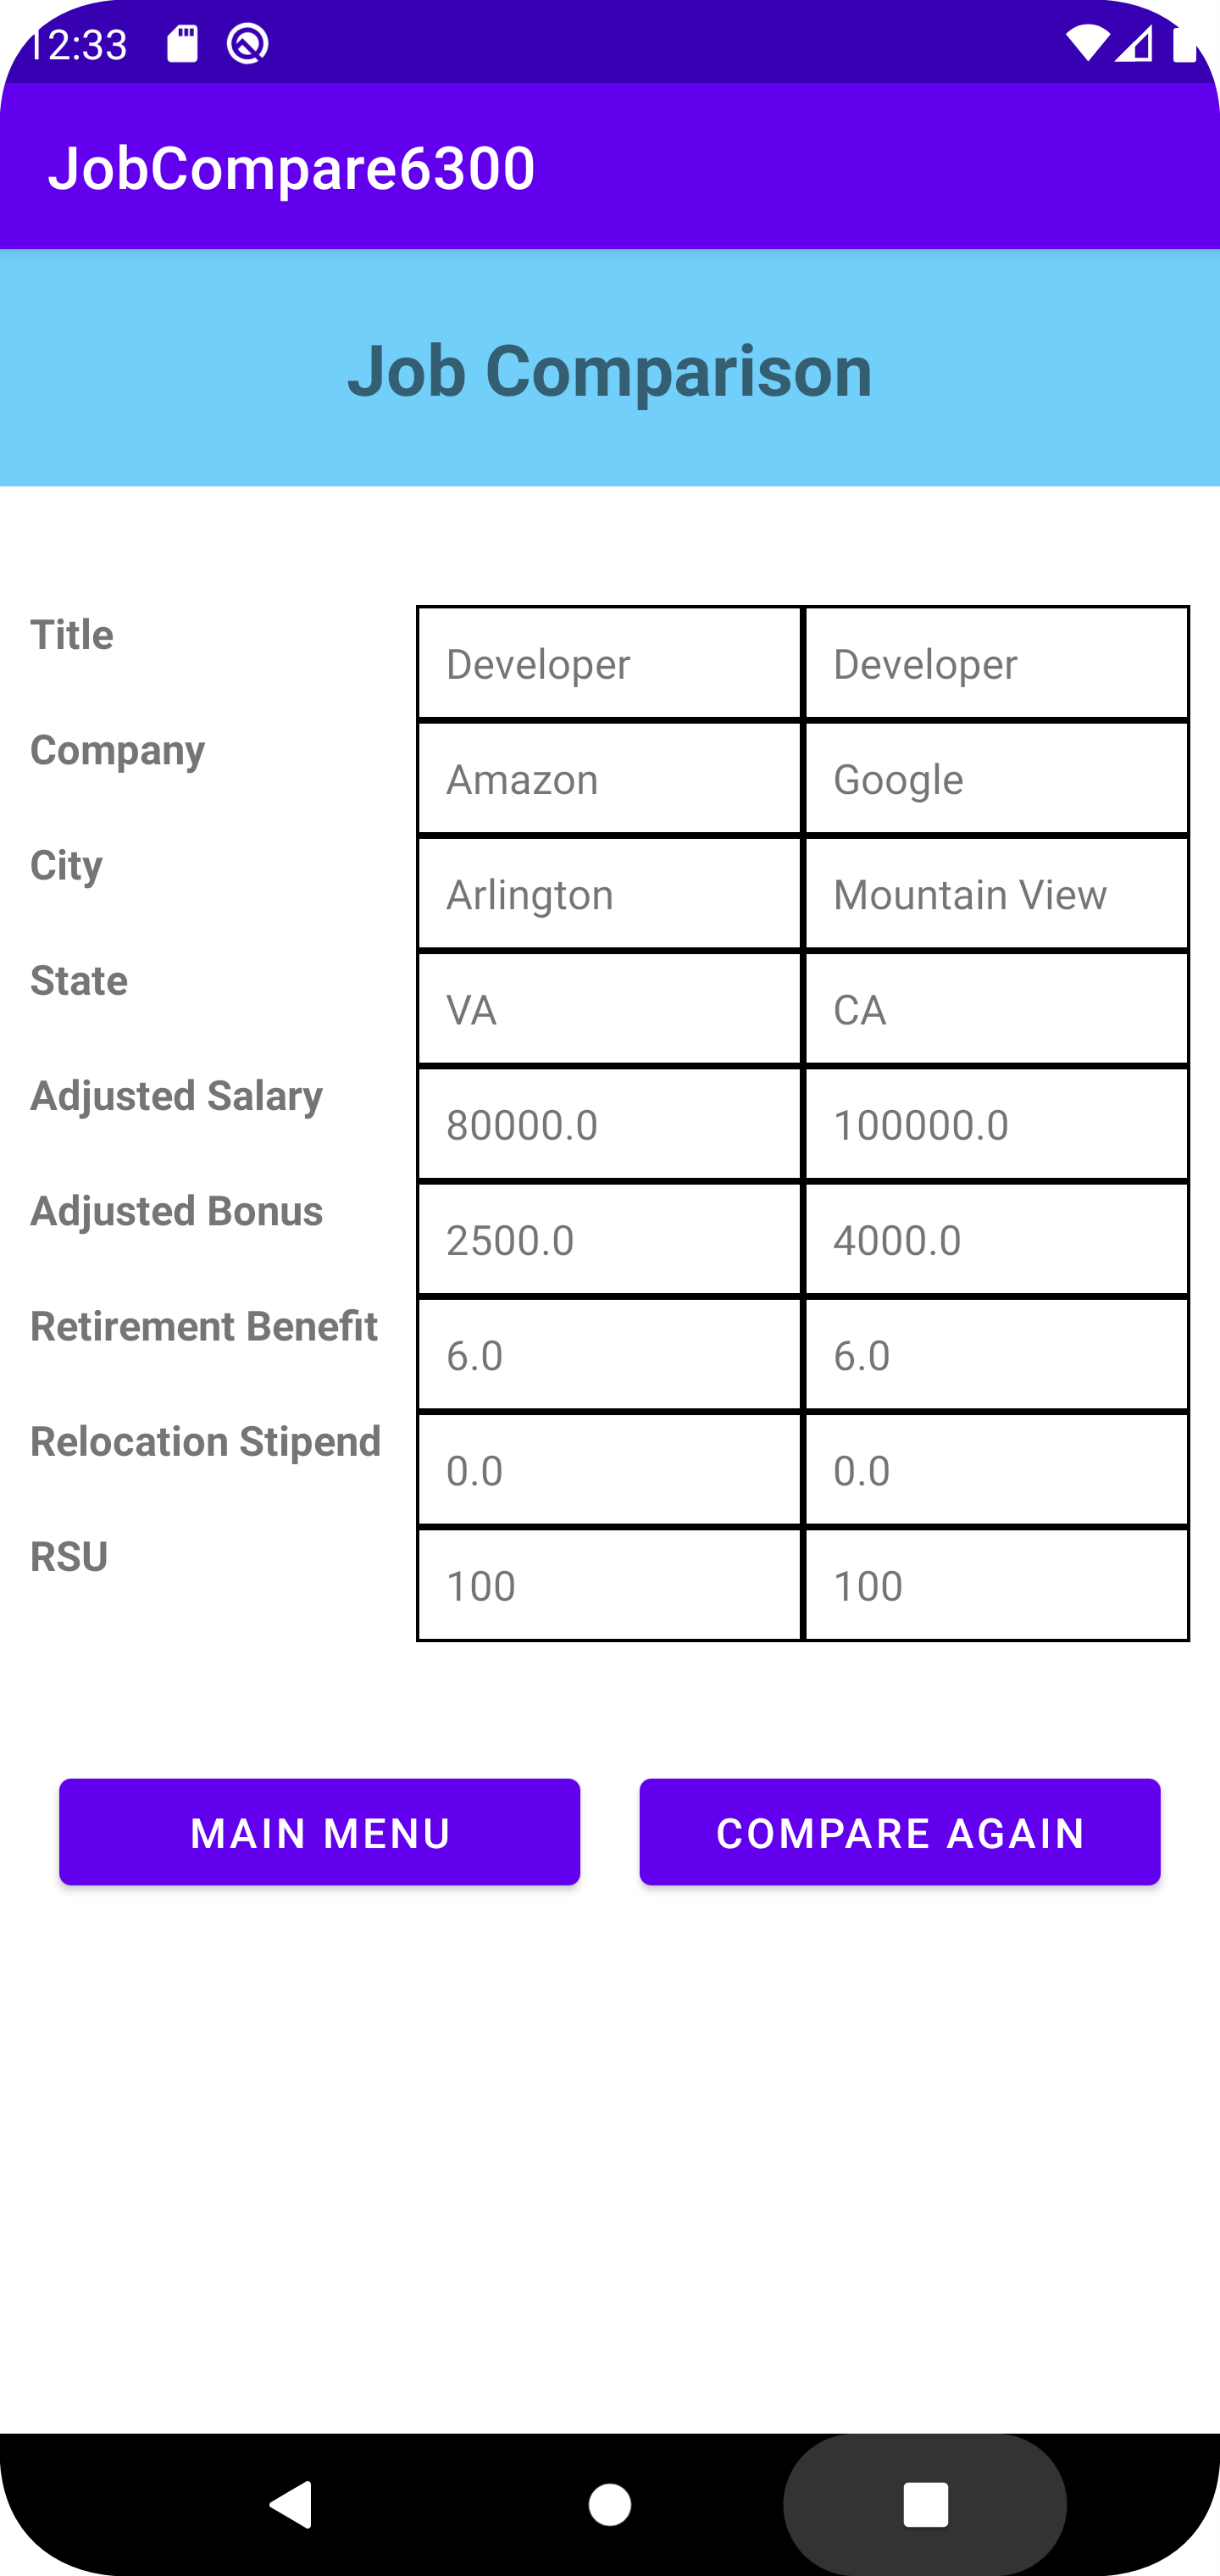 12:33
JobCompare6300
Job Comparison
Title Developer Developer
Company Amazon Google
City Arlington Mountain View
State VA CA
Adjusted Salary 80000.0 100000.0
Adjusted Bonus 2500.0 4000.0
Retirement Benefit 6.0 6.0
Relocation Stipend 0.0 0.0
RSU 100 100
MAIN MENU COMPARE AGAIN